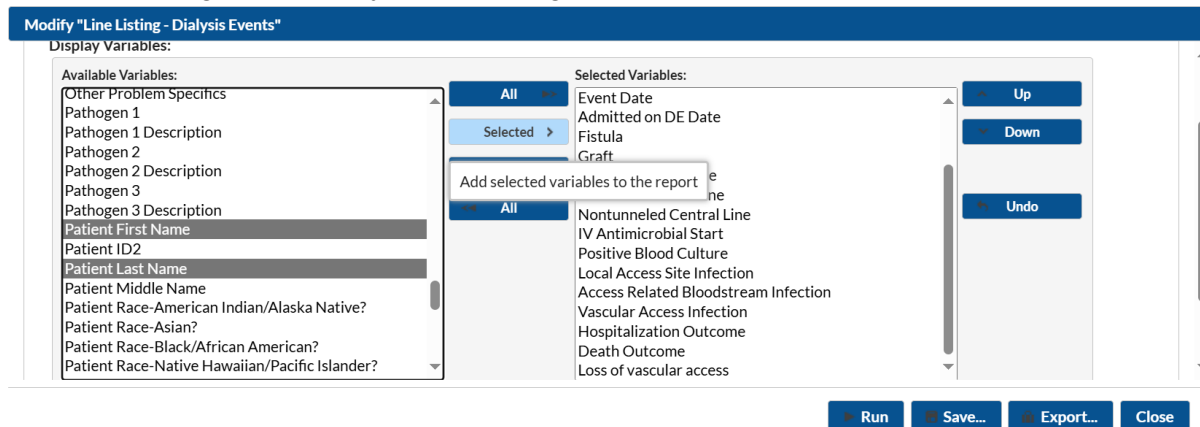 Modify "Line Listing - Dialysis Events"
Display Variables:
Available Variables:
Other Problem Specifics
Pathogen 1
Pathogen 1 Description
Pathogen 2
Pathogen 2 Description
Pathogen 3
Pathogen 3 Description
Patient First Name
Patient ID2
Patient Last Name
Patient Middle Name
Patient Race-American Indian/Alaska Native?
Patient Race-Asian?
Patient Race-Black/African American?
Patient Race-Native Hawaiian/Pacific Islander?
All
Selected >
Add selected variables to the report
All
Selected Variables:
Event Date
Admitted on DE Date
Fistula
Graft
e
ne
Nontunneled Central Line
IV Antimicrobial Start
Positive Blood Culture
Local Access Site Infection
Access Related Bloodstream Infection
Vascular Access Infection
Hospitalization Outcome
Death Outcome
Loss of vascular access
Up
Down
Undo
Run
Save...
Export...
Close